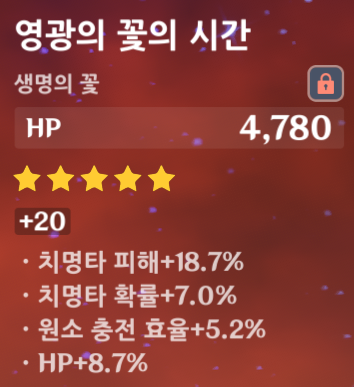 영광의 꽃의 시간
생명의 꽃
HP 4,780
+20
· 치명타 피해+18.7%
· 치명타 확률+7.0%
· 원소 충전 효율+5.2%
· HP+8.7%